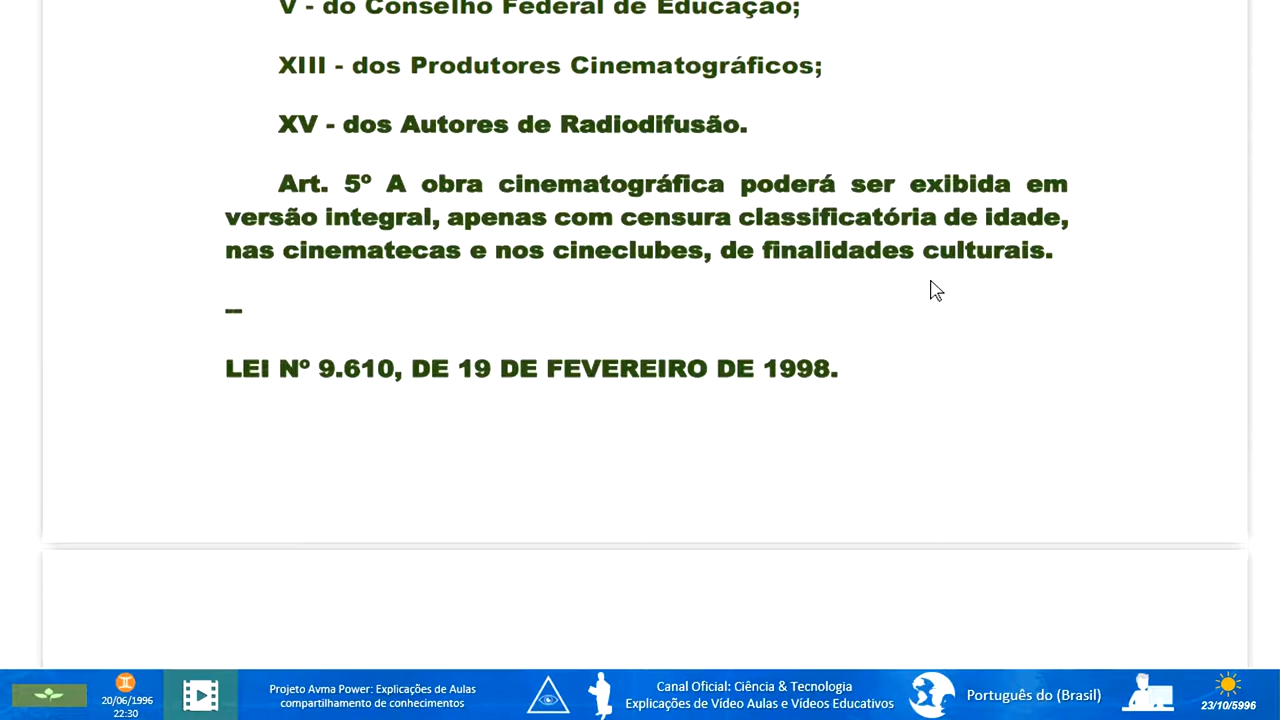 V - do Conselho Federal de Educação;
XIII - dos Produtores Cinematográficos;
XV - dos Autores de Radiodifusão.
Art. 5º A obra cinematográfica poderá ser exibida em
versão integral, apenas com censura classificatória de idade,
nas cinematecas e nos cineclubes, de finalidades culturais.
--
LEI Nº 9.610, DE 19 DE FEVEREIRO DE 1998.
20/06/1996
22:30
Projeto Avma Power: Explicações de Aulas
compartilhamento de conhecimentos
Canal Oficial: Ciência & Tecnologia
Explicações de Vídeo Aulas e Vídeos Educativos
Português do (Brasil)
23/10/5996